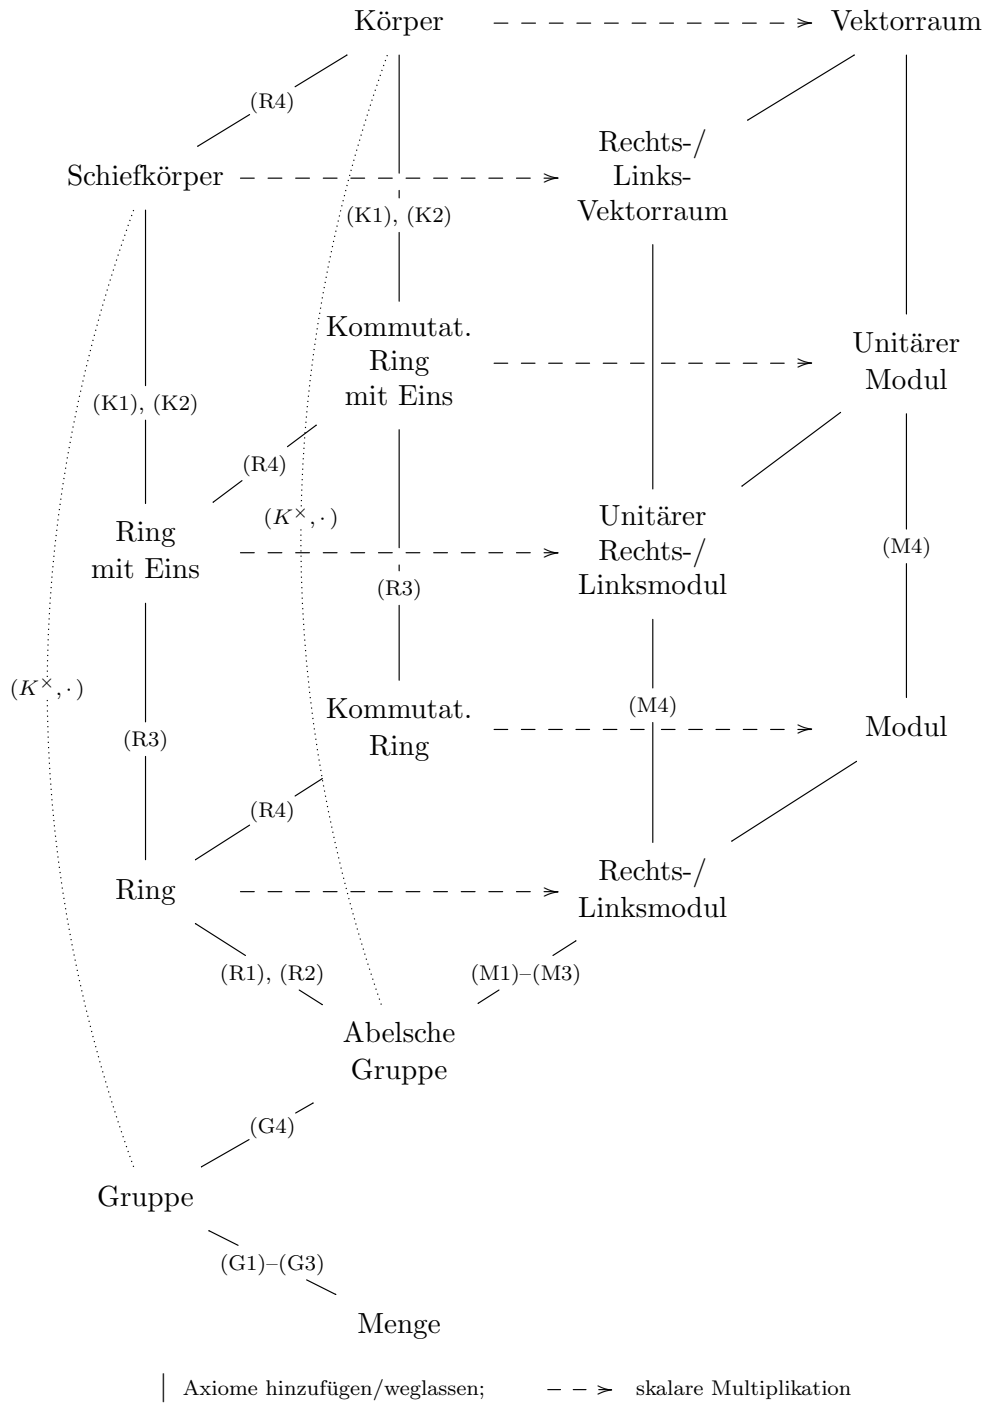 Körper
Vektorraum
(R4)
Rechts-/
Links-
Vektorraum
Schiefkörper
(K1), (K2)
Kommutat.
Ring
mit Eins
Unitärer
Modul
(K1), (K2)
(R4)
(K×,·)
Ring
mit Eins
Unitärer
Rechts-/
Linksmodul
(M4)
(R3)
(K×,·)
(M4)
Kommutat.
Ring
Modul
(R3)
(R4)
Ring
Rechts-/
Linksmodul
(R1), (R2)
(M1)–(M3)
Abelsche
Gruppe
(G4)
Gruppe
(G1)–(G3)
Menge
Axiome hinzufügen/weglassen;
skalare Multiplikation